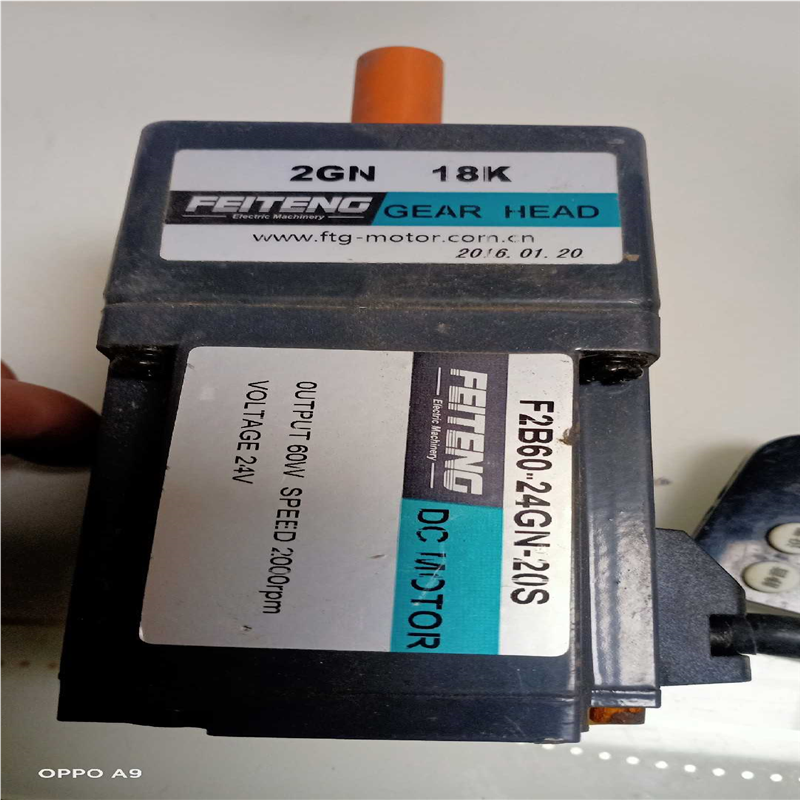 2GN 18K
FEITENG
Electric Machinery
GEAR HEAD
www.ftg-motor.com.cn
2016.01.20
F2B60-24GN-20S
FEITENG
Electric Machinery
DC MOTOR
OUTPUT 60W SPEED 2000rpm
VOLTAGE 24V
OPPO A9